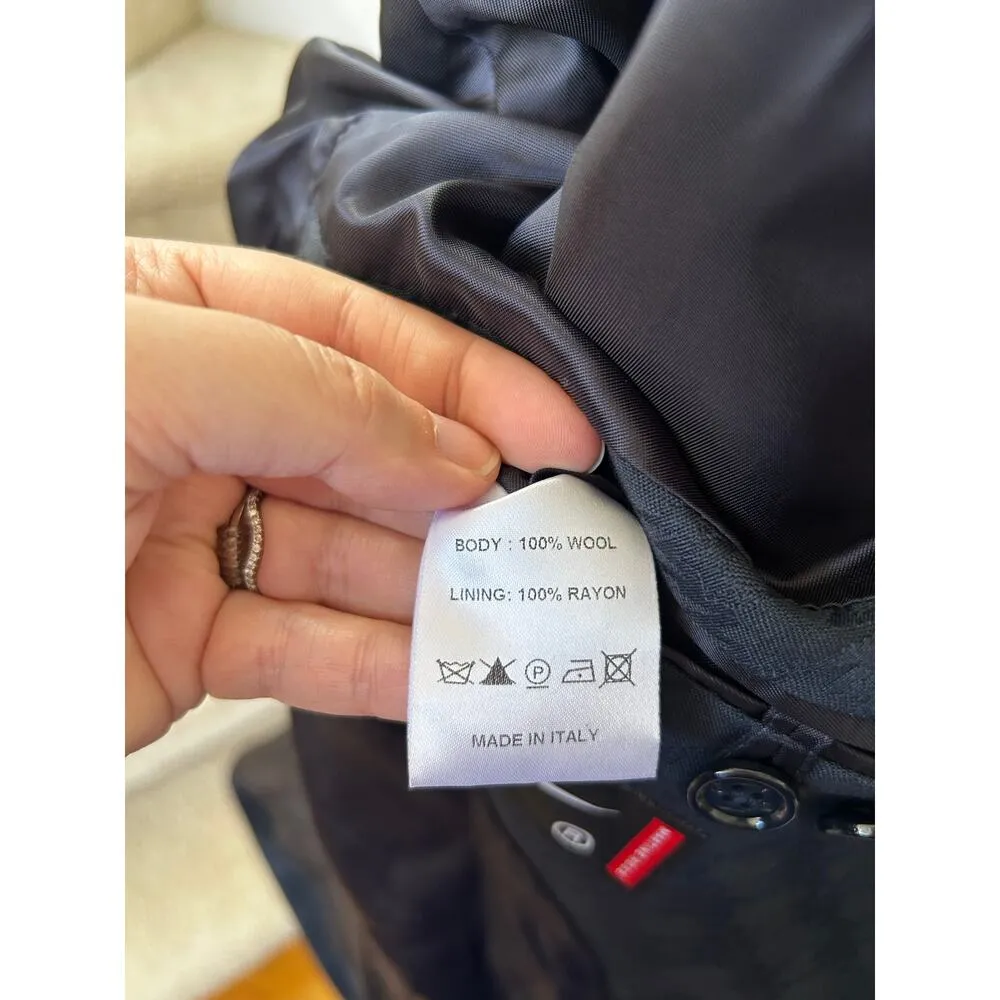 BODY : 100% WOOL
LINING: 100% RAYON
P
MADE IN ITALY